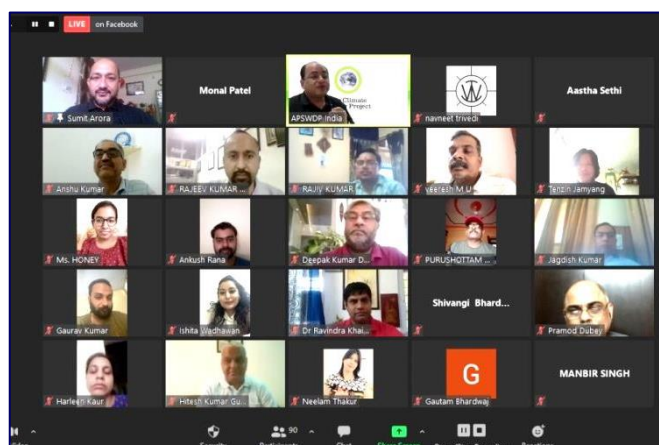 LIVE on Facebook
Sumit Arora
Monal Patel
Climate
Project
APSWDP India
navneet trivedi
Aastha Sethi
Anshu Kumar
RAJEEV KUMAR ...
RAJIV KUMAR
veeresh M U
Tenzin Jamyang
Ms. HONEY
Ankush Rana
Deepak Kumar D...
PURUSHOTTAM ...
Jagdish Kumar
Gaurav Kumar
Ishita Wadhawan
Dr Ravindra Khai...
Shivangi Bhard...
Pramod Dubey
Harleen Kaur
Hitesh Kumar Gu...
Neelam Thakur
G
Gautam Bhardwaj
MANBIR SINGH
90